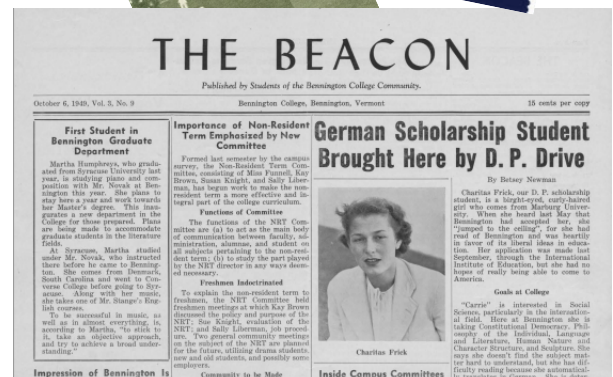 THE BEACON
Published by Students of the Bennington College Community.
October 6, 1949, Vol. 5, No. 9
Bennington College, Bennington, Vermont
15 cents per copy
First Student in
Bennington Graduate
Department
Martha Humphreys, who gradu-
ated from Syracuse University last
year, is studying piano and com-
position with Mr. Novak at Ben-
nington this year. She plans to
stay here a year and work towards
her Master's degree. This inau-
gurates a new department in the
College for those prepared. Plans
are being made to accommodate
graduate students in the literature
fields.
At Syracuse, Martha studied
under Mr. Novak, who instructed
there before he came to Benning-
ton. She comes from Denmark,
South Carolina and went to Con-
verse College before going to Syr-
acuse. Along with her music,
she takes one of Mr. Stange's Eng-
lish courses.
To be successful in music, as
well as in almost everything, is,
according to Martha, "to stick to
it, take an objective approach,
and try to achieve a broad under-
standing."
Impression of Bennington Is
Importance of Non-Resident
Term Emphasized by New
Committee
Formed last semester by the campus
survey, the Non-Resident Term Com-
mittee, consisting of Miss Funnell, Kay
Brown, Susan Knight, and Sally Liber-
man, has begun work to make the non-
resident term a more effective and in-
tegral part of the college curriculum.
Functions of Committee
The functions of the NRT Com-
mittee are (a) to act as the main body
of communication between faculty, ad-
ministration, alumnae, and student on
all subjects pertaining to the non-resi-
dent term; (b) to study the part played
by the NRT director in any ways deem-
ed necessary.
Freshmen Indoctrinated
To explain the non-resident term to
freshmen, the NRT Committee held
freshmen meetings at which Kay Brown
discussed the policy and purpose of the
NRT; Sue Knight, evaluation of the
NRT; and Sally Liberman, job proced-
ure. Two general community meetings
on the subject of the NRT are planned
for the future, utilizing drama students,
new and old students, and possibly some
employers.
Community to be Made
German Scholarship Student
Brought Here by D. P. Drive
Charitas Frick
Inside Campus Committees
By Betsey Newman
Charitas Frick, our D. P. scholarship
student, is a bright-eyed, curly-haired
girl who comes from Marburg Univer-
sity. When she heard last May that
Bennington had accepted her, she
"jumped to the ceiling", for she had
read of Bennington and was heartily
in favor of its liberal ideas in educa-
tion. Her application was made last
September, through the International
Institute of Education, but she had no
hopes of really being able to come to
America.
Goals at College
"Carrie" is interested in Social
Science, particularly in the internation-
al field. Here at Bennington she is
taking Constitutional Democracy, Phil-
osophy of the Individual, Language
and Literature, Human Nature and
Character Structure, and Sculpture. She
says she doesn't find the subject mat-
ter hard to understand, but she has dif-
ficulty reading because she automatical-